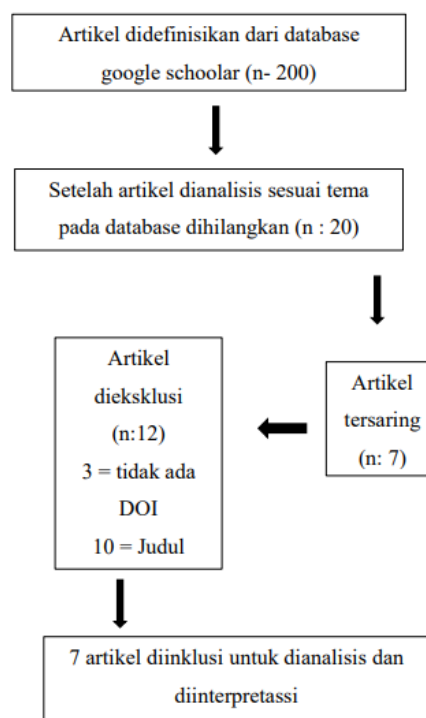 Artikel didefinisikan dari database
google schoolar (n- 200)
Setelah artikel dianalisis sesuai tema
pada database dihilangkan (n : 20)
Artikel
tersaring
(n: 7)
Artikel
dieksklusi
(n:12)
3 = tidak ada
DOI
10 = Judul
7 artikel diinklusi untuk dianalisis dan
diinterpretassi